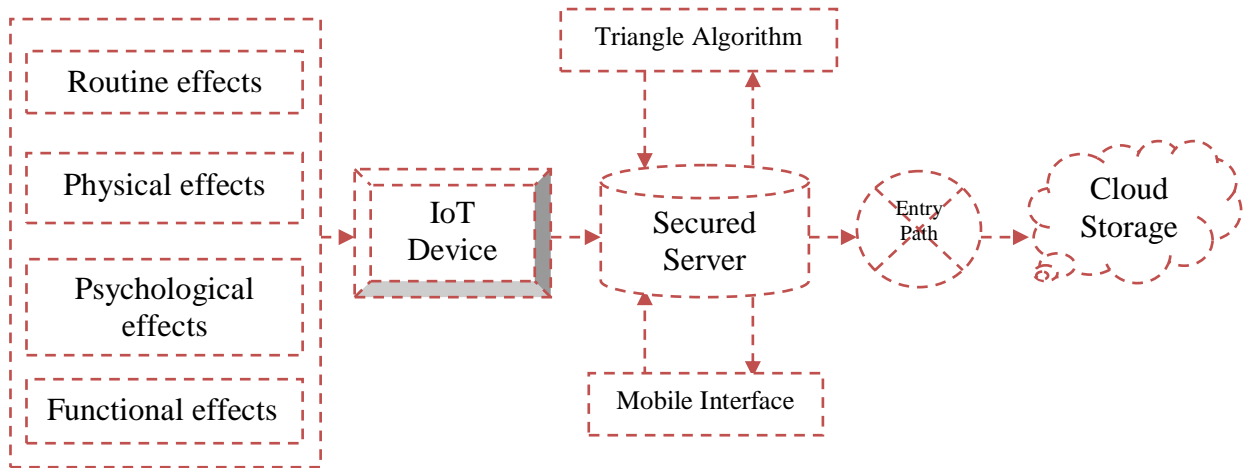 Routine effects
Physical effects
Psychological
effects
Functional effects
IoT
Device
Triangle Algorithm
Secured
Server
Mobile Interface
Entry
Path
Cloud
Storage